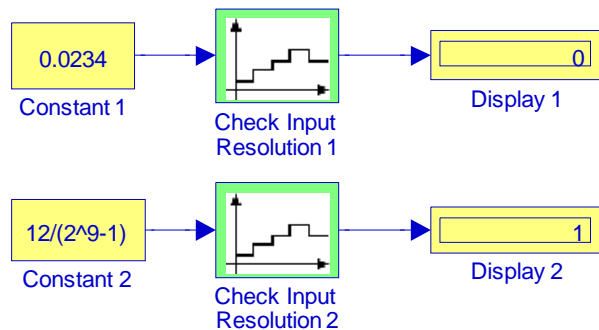 0.0234
0
Constant 1
Check Input
Resolution 1
Display 1
12/(2^9-1)
1
Constant 2
Check Input
Resolution 2
Display 2